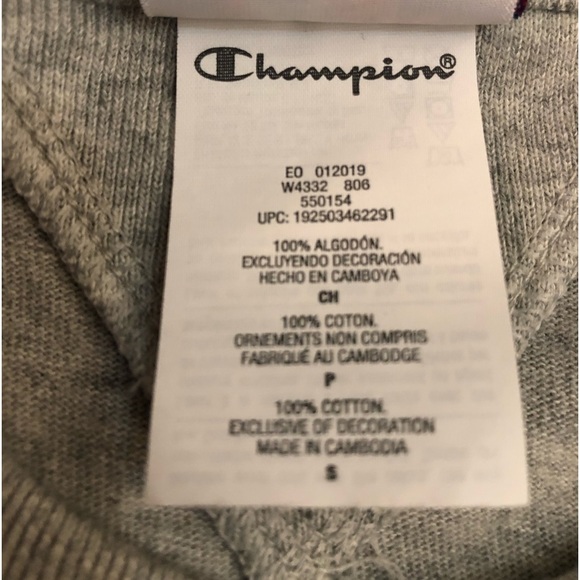 Champion®
EO 012019
W4332 806
550154
UPC: 192503462291
100% ALGODÓN.
EXCLUYENDO DECORACIÓN
HECHO EN CAMBOYA
CH
100% COTON.
ORNEMENTS NON COMPRIS
FABRIQUÉ AU CAMBODGE
P
100% COTTON.
EXCLUSIVE OF DECORATION
MADE IN CAMBODIA
S